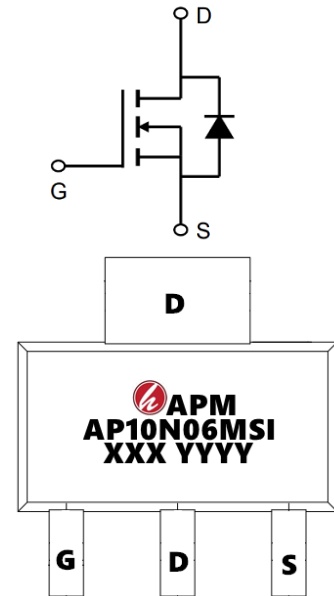 D
G
S
D
APM
AP10N06MSI
XXX YYYY
G D S